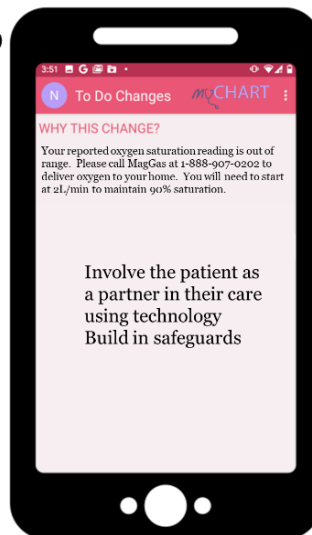 3:51
N To Do Changes myCHART
WHY THIS CHANGE?
Your reported oxygen saturation reading is out of
range. Please call MagGas at 1-888-907-0202 to
deliver oxygen to your home. You will need to start
at 2L/min to maintain 90% saturation.
Involve the patient as
a partner in their care
using technology
Build in safeguards